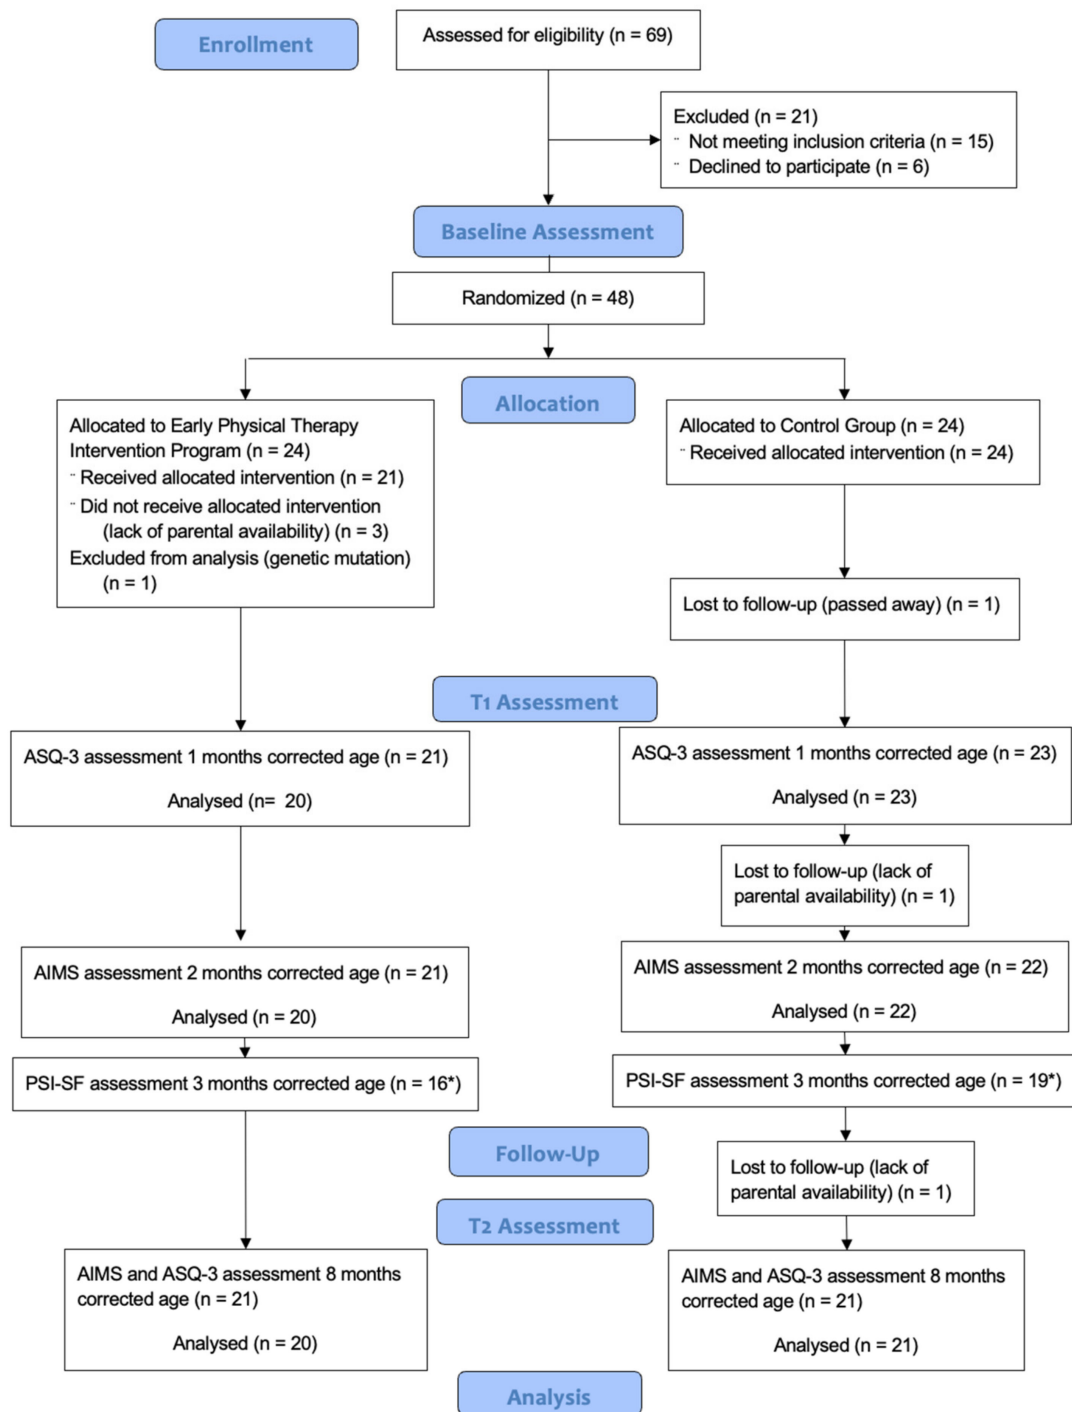 Enrollment
Assessed for eligibility (n = 69)
Excluded (n = 21)
¨ Not meeting inclusion criteria (n = 15)
¨ Declined to participate (n = 6)
Baseline Assessment
Randomized (n = 48)
Allocation
Allocated to Early Physical Therapy
Intervention Program (n = 24)
¨ Received allocated intervention (n = 21)
¨ Did not receive allocated intervention
(lack of parental availability) (n = 3)
Excluded from analysis (genetic mutation)
(n = 1)
Allocated to Control Group (n = 24)
¨ Received allocated intervention (n = 24)
Lost to follow-up (passed away) (n = 1)
T1 Assessment
ASQ-3 assessment 1 months corrected age (n = 21)
Analysed (n= 20)
ASQ-3 assessment 1 months corrected age (n = 23)
Analysed (n = 23)
Lost to follow-up (lack of
parental availability) (n = 1)
AIMS assessment 2 months corrected age (n = 21)
Analysed (n = 20)
AIMS assessment 2 months corrected age (n = 22)
Analysed (n = 22)
PSI-SF assessment 3 months corrected age (n = 16*)
PSI-SF assessment 3 months corrected age (n = 19*)
Follow-Up
Lost to follow-up (lack of
parental availability) (n = 1)
T2 Assessment
AIMS and ASQ-3 assessment 8 months
corrected age (n = 21)
Analysed (n = 20)
AIMS and ASQ-3 assessment 8 months
corrected age (n = 21)
Analysed (n = 21)
Analysis